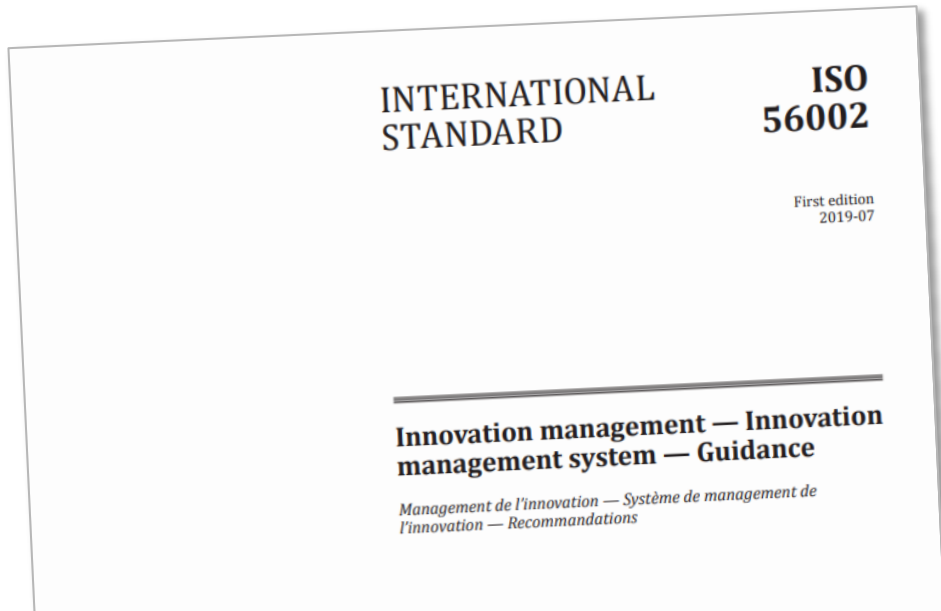 INTERNATIONAL
STANDARD
ISO
56002
First edition
2019-07
Innovation management — Innovation
management system — Guidance
Management de l'innovation — Système de management de
l'innovation — Recommandations